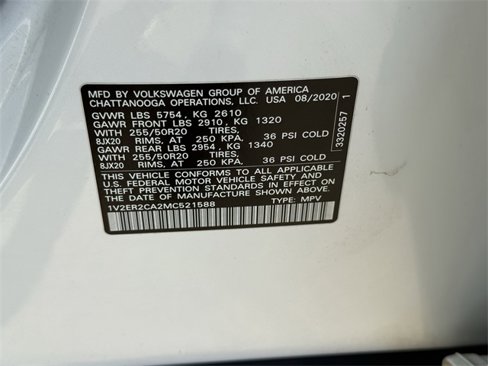 MFD BY VOLKSWAGEN GROUP OF AMERICA
CHATTANOOGA OPERATIONS, LLC. USA 08/2020
GVWR LBS 5754, KG 2610
GAWR FRONT LBS 2910, KG 1320
WITH 255/50R20 TIRES,
8JX20 RIMS, AT 250 KPA, 36 PSI COLD
GAWR REAR LBS 2954, KG 1340
WITH 255/50R20 TIRES,
8JX20 RIMS, AT 250 KPA, 36 PSI COLD
THIS VEHICLE CONFORMS TO ALL APPLICABLE
U.S. FEDERAL MOTOR VEHICLE SAFETY AND
THEFT PREVENTION STANDARDS IN EFFECT ON
THE DATE OF MANUFACTURE SHOWN ABOVE.
1V2ER2CA2MC521588 TYPE: MPV
3320257 1